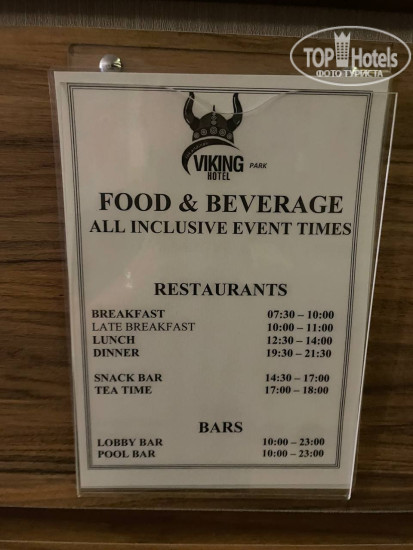 TOP Hotels
ФОТО ТУРИСТА
VIKING PARK
HOTEL
FOOD & BEVERAGE
ALL INCLUSIVE EVENT TIMES
RESTAURANTS
BREAKFAST 07:30 – 10:00
LATE BREAKFAST 10:00 – 11:00
LUNCH 12:30 – 14:00
DINNER 19:30 – 21:30
SNACK BAR 14:30 – 17:00
TEA TIME 17:00 – 18:00
BARS
LOBBY BAR 10:00 – 23:00
POOL BAR 10:00 – 23:00